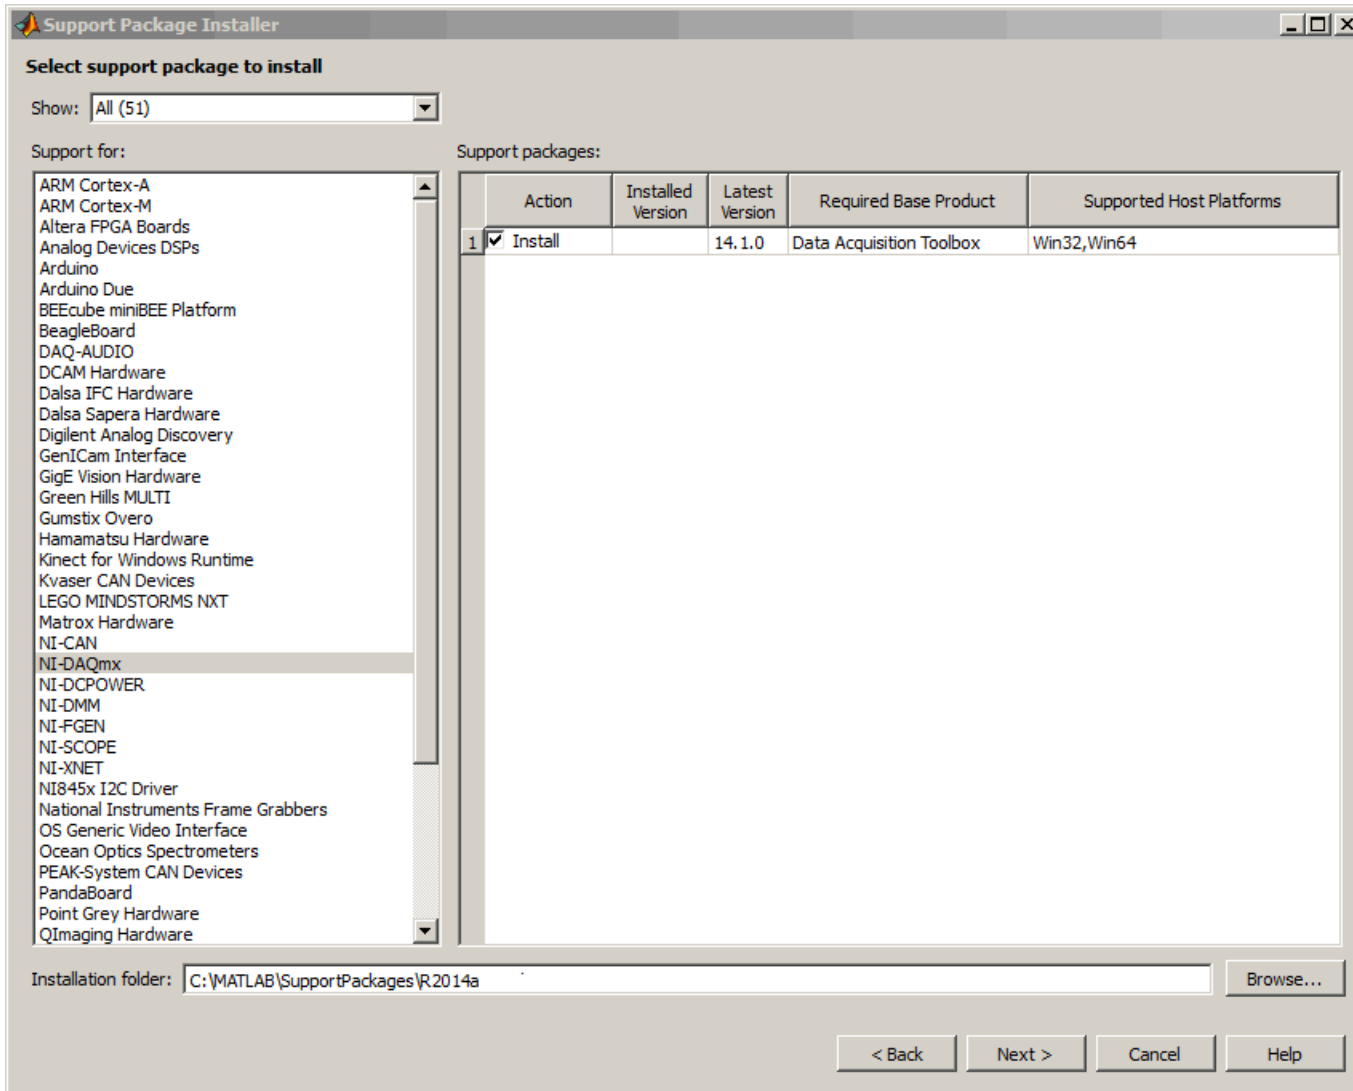 Support Package Installer
Select support package to install
Show: All (51)
Support for:
ARM Cortex-A
ARM Cortex-M
Altera FPGA Boards
Analog Devices DSPs
Arduino
Arduino Due
BEEcube miniBEE Platform
BeagleBoard
DAQ-AUDIO
DCAM Hardware
Dalsa IFC Hardware
Dalsa Sapera Hardware
Digilent Analog Discovery
GenICam Interface
GigE Vision Hardware
Green Hills MULTI
Gumstix Overo
Hamamatsu Hardware
Kinect for Windows Runtime
Kvaser CAN Devices
LEGO MINDSTORMS NXT
Matrox Hardware
NI-CAN
NI-DAQmx
NI-DCPOWER
NI-DMM
NI-FGEN
NI-SCOPE
NI-XNET
NI845x I2C Driver
National Instruments Frame Grabbers
OS Generic Video Interface
Ocean Optics Spectrometers
PEAK-System CAN Devices
PandaBoard
Point Grey Hardware
QImaging Hardware
Support packages:
Action Installed Version Latest Version Required Base Product Supported Host Platforms
1 Install 14.1.0 Data Acquisition Toolbox Win32,Win64
Installation folder: C:\MATLAB\SupportPackages\R2014a Browse...
< Back Next > Cancel Help